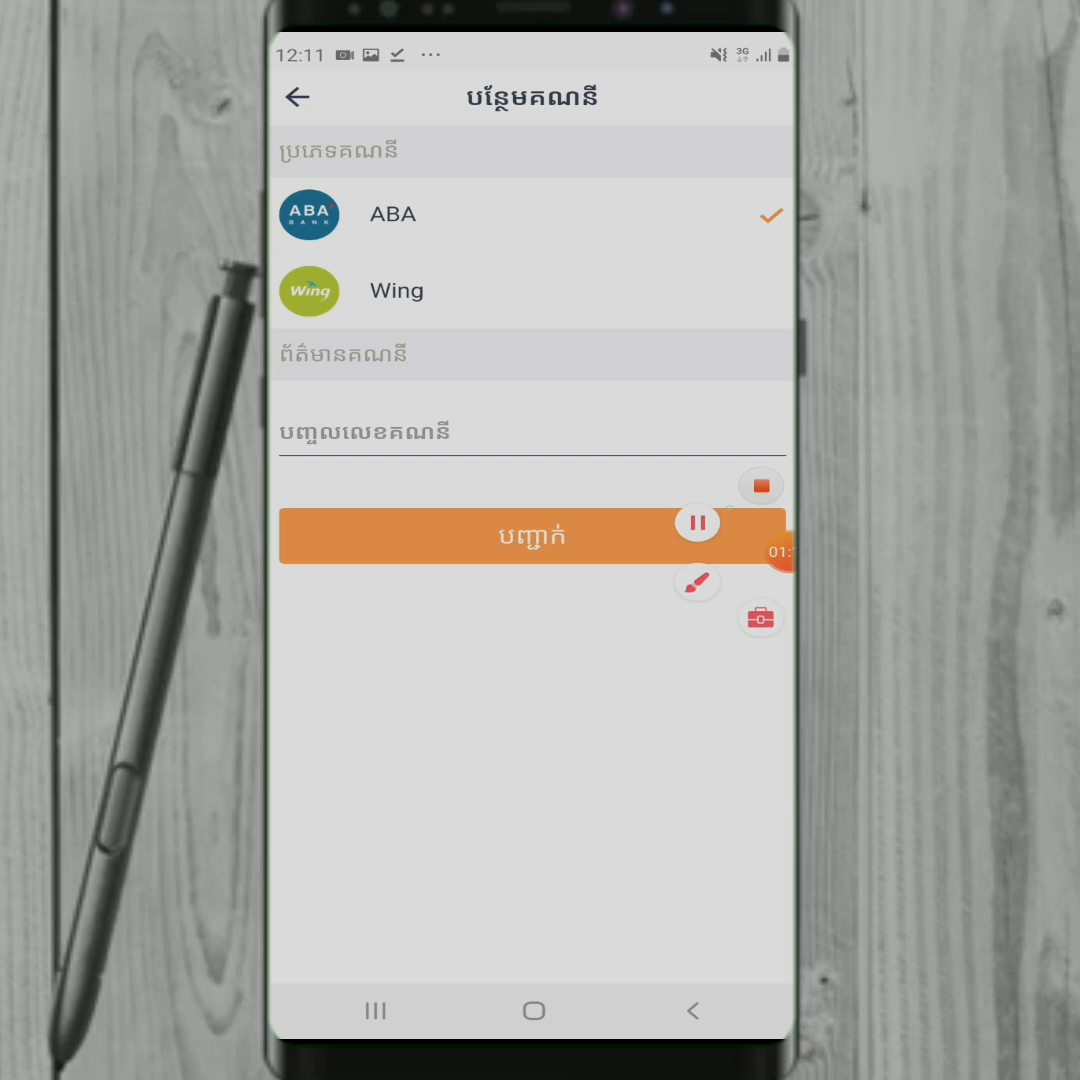 12:11
3G
បន្ថែមគណនី
ប្រភេទគណនី
ABA BANK
ABA
Wing
Wing
ព័ត៌មានគណនី
បញ្ចូលលេខគណនី
បញ្ជាក់
01: